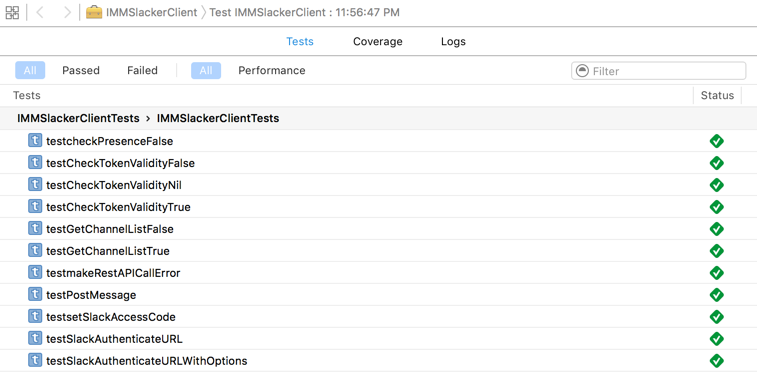 IMMSlackerClient Test IMMSlackerClient : 11:56:47 PM
Tests Coverage Logs
All Passed Failed All Performance Filter
Tests Status
IMMSlackerClientTests › IMMSlackerClientTests
t testcheckPresenceFalse
t testCheckTokenValidityFalse
t testCheckTokenValidityNil
t testCheckTokenValidityTrue
t testGetChannelListFalse
t testGetChannelListTrue
t testmakeRestAPICallError
t testPostMessage
t testsetSlackAccessCode
t testSlackAuthenticateURL
t testSlackAuthenticateURLWithOptions